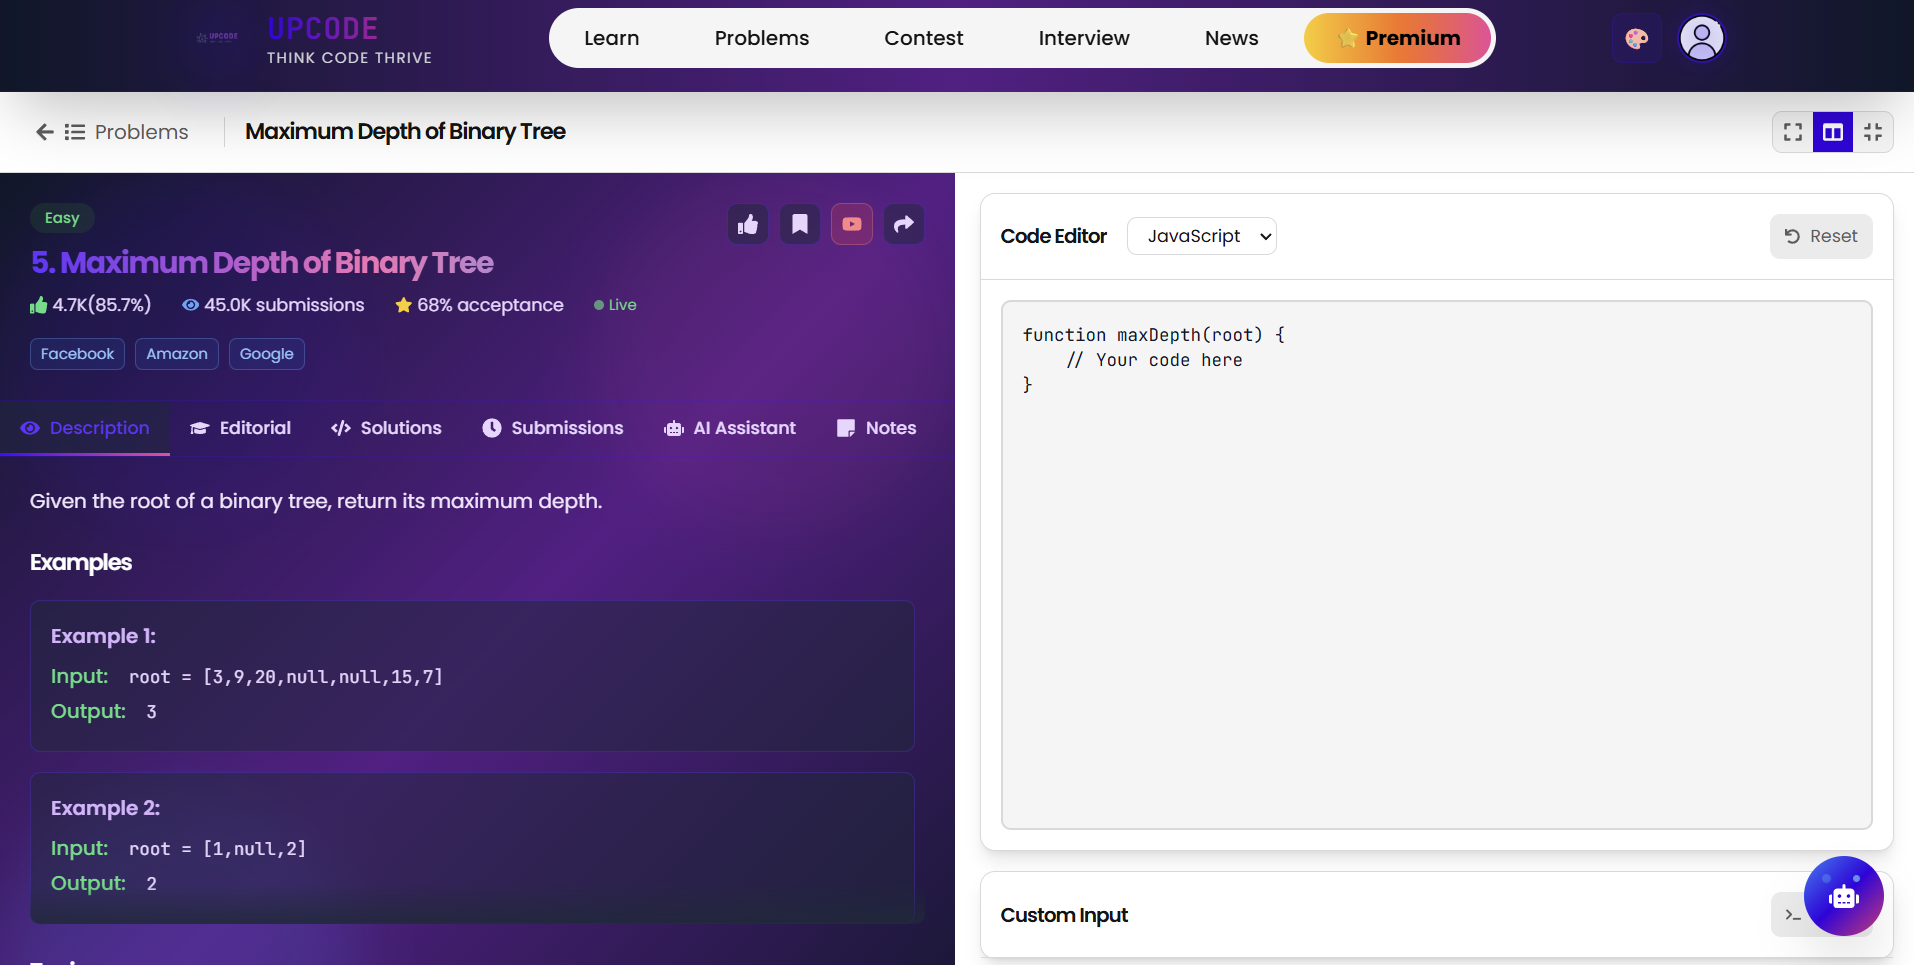 UPCODE
UPCODE
THINK CODE THRIVE
Learn
Problems
Contest
Interview
News
Premium
Problems
Maximum Depth of Binary Tree
Easy
5. Maximum Depth of Binary Tree
4.7K(85.7%)
45.0K submissions
68% acceptance
Live
Facebook
Amazon
Google
Description
Editorial
Solutions
Submissions
AI Assistant
Notes
Given the root of a binary tree, return its maximum depth.
Examples
Example 1:
Input: root = [3,9,20,null,null,15,7]
Output: 3
Example 2:
Input: root = [1,null,2]
Output: 2
Code Editor
JavaScript
Reset
function maxDepth(root) {
// Your code here
}
Custom Input